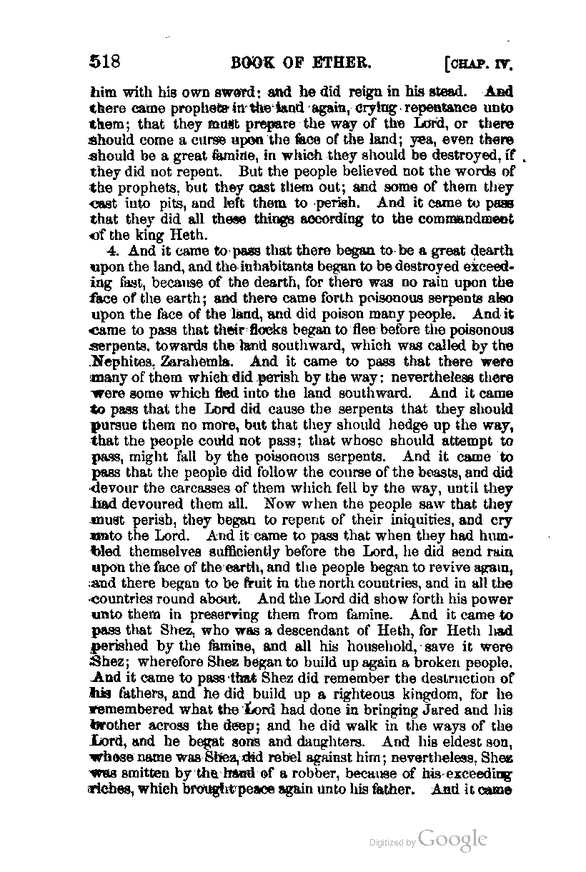 518 BOOK OF ETHER. [CHAP. IV.
him with his own sword: and he did reign in his stead. And
there came prophets in the land again, crying repentance unto
them; that they must prepare the way of the Lord, or there
should come a curse upon the face of the land; yea, even there
should be a great famine, in which they should be destroyed, if
they did not repent. But the people believed not the words of
the prophets, but they cast them out; and some of them they
cast into pits, and left them to perish. And it came to pass
that they did all these things according to the commandment
of the king Heth.
4. And it came to pass that there began to be a great dearth
upon the land, and the inhabitants began to be destroyed exceed-
ing fast, because of the dearth, for there was no rain upon the
face of the earth; and there came forth poisonous serpents also
upon the face of the land, and did poison many people. And it
came to pass that their flocks began to flee before the poisonous
serpents, towards the land southward, which was called by the
Nephites, Zarahemla. And it came to pass that there were
many of them which did perish by the way: nevertheless there
were some which fled into the land southward. And it came
to pass that the Lord did cause the serpents that they should
pursue them no more, but that they should hedge up the way,
that the people could not pass; that whoso should attempt to
pass, might fall by the poisonous serpents. And it came to
pass that the people did follow the course of the beasts, and did
devour the carcasses of them which fell by the way, until they
had devoured them all. Now when the people saw that they
must perish, they began to repent of their iniquities, and cry
unto the Lord. And it came to pass that when they had hum-
bled themselves sufficiently before the Lord, he did send rain
upon the face of the earth, and the people began to revive again,
and there began to be fruit in the north countries, and in all the
countries round about. And the Lord did show forth his power
unto them in preserving them from famine. And it came to
pass that Shez, who was a descendant of Heth, for Heth had
perished by the famine, and all his household, save it were
Shez; wherefore Shez began to build up again a broken people.
And it came to pass that Shez did remember the destruction of
his fathers, and he did build up a righteous kingdom, for he
remembered what the Lord had done in bringing Jared and his
brother across the deep; and he did walk in the ways of the
Lord, and he begat sons and daughters. And his eldest son,
whose name was Shez, did rebel against him; nevertheless, Shez
was smitten by the hand of a robber, because of his exceeding
riches, which brought peace again unto his father. And it came
Digitized by Google